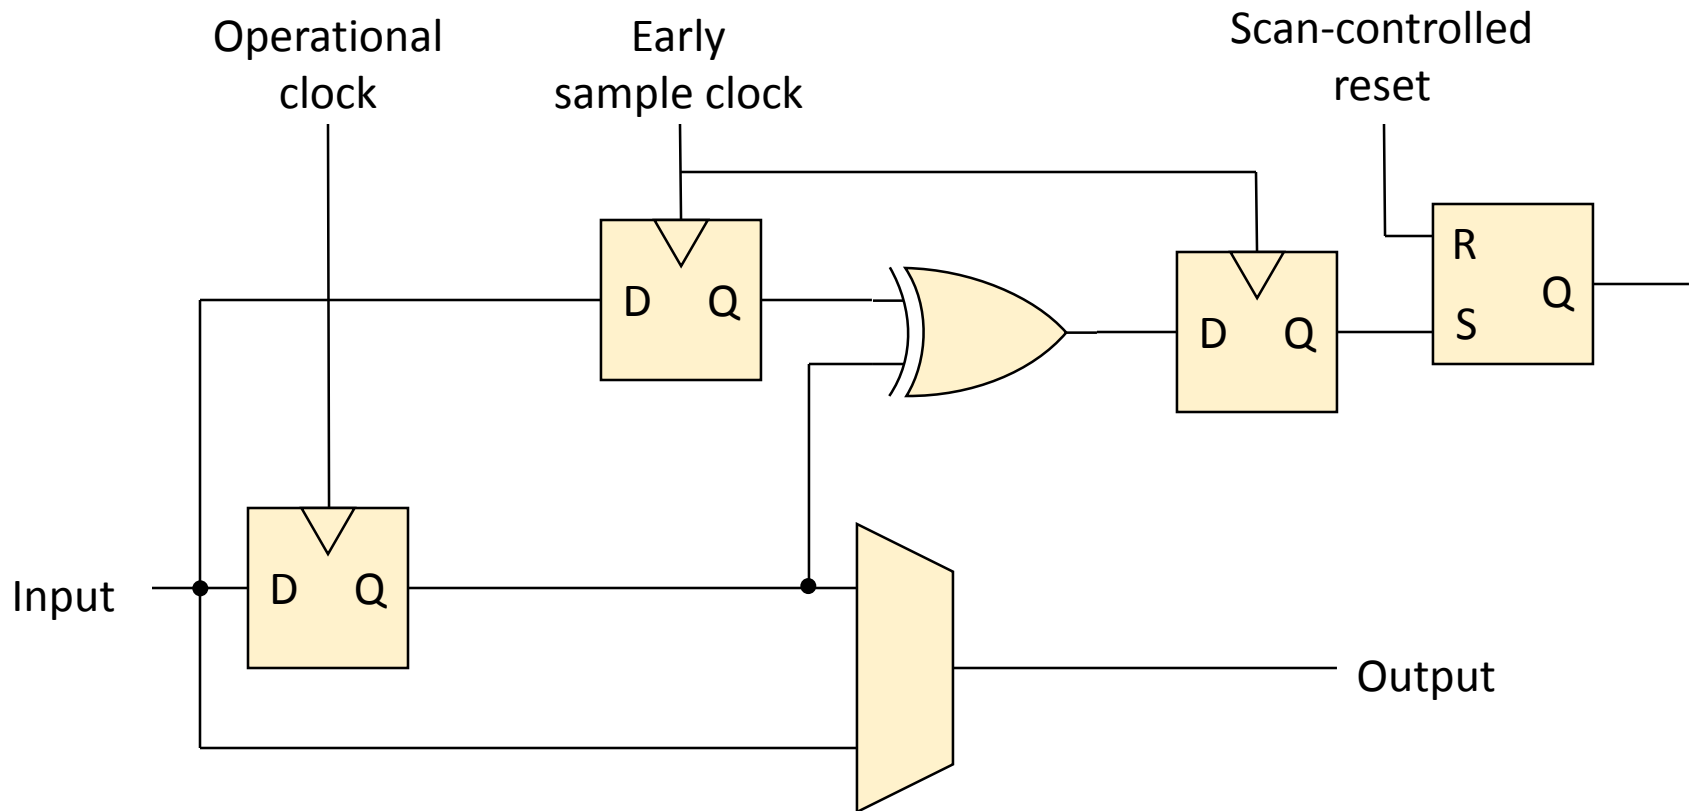 Operational
clock
Early
sample clock
Scan-controlled
reset
D Q
D Q
R
S
Q
Input
D Q
Output